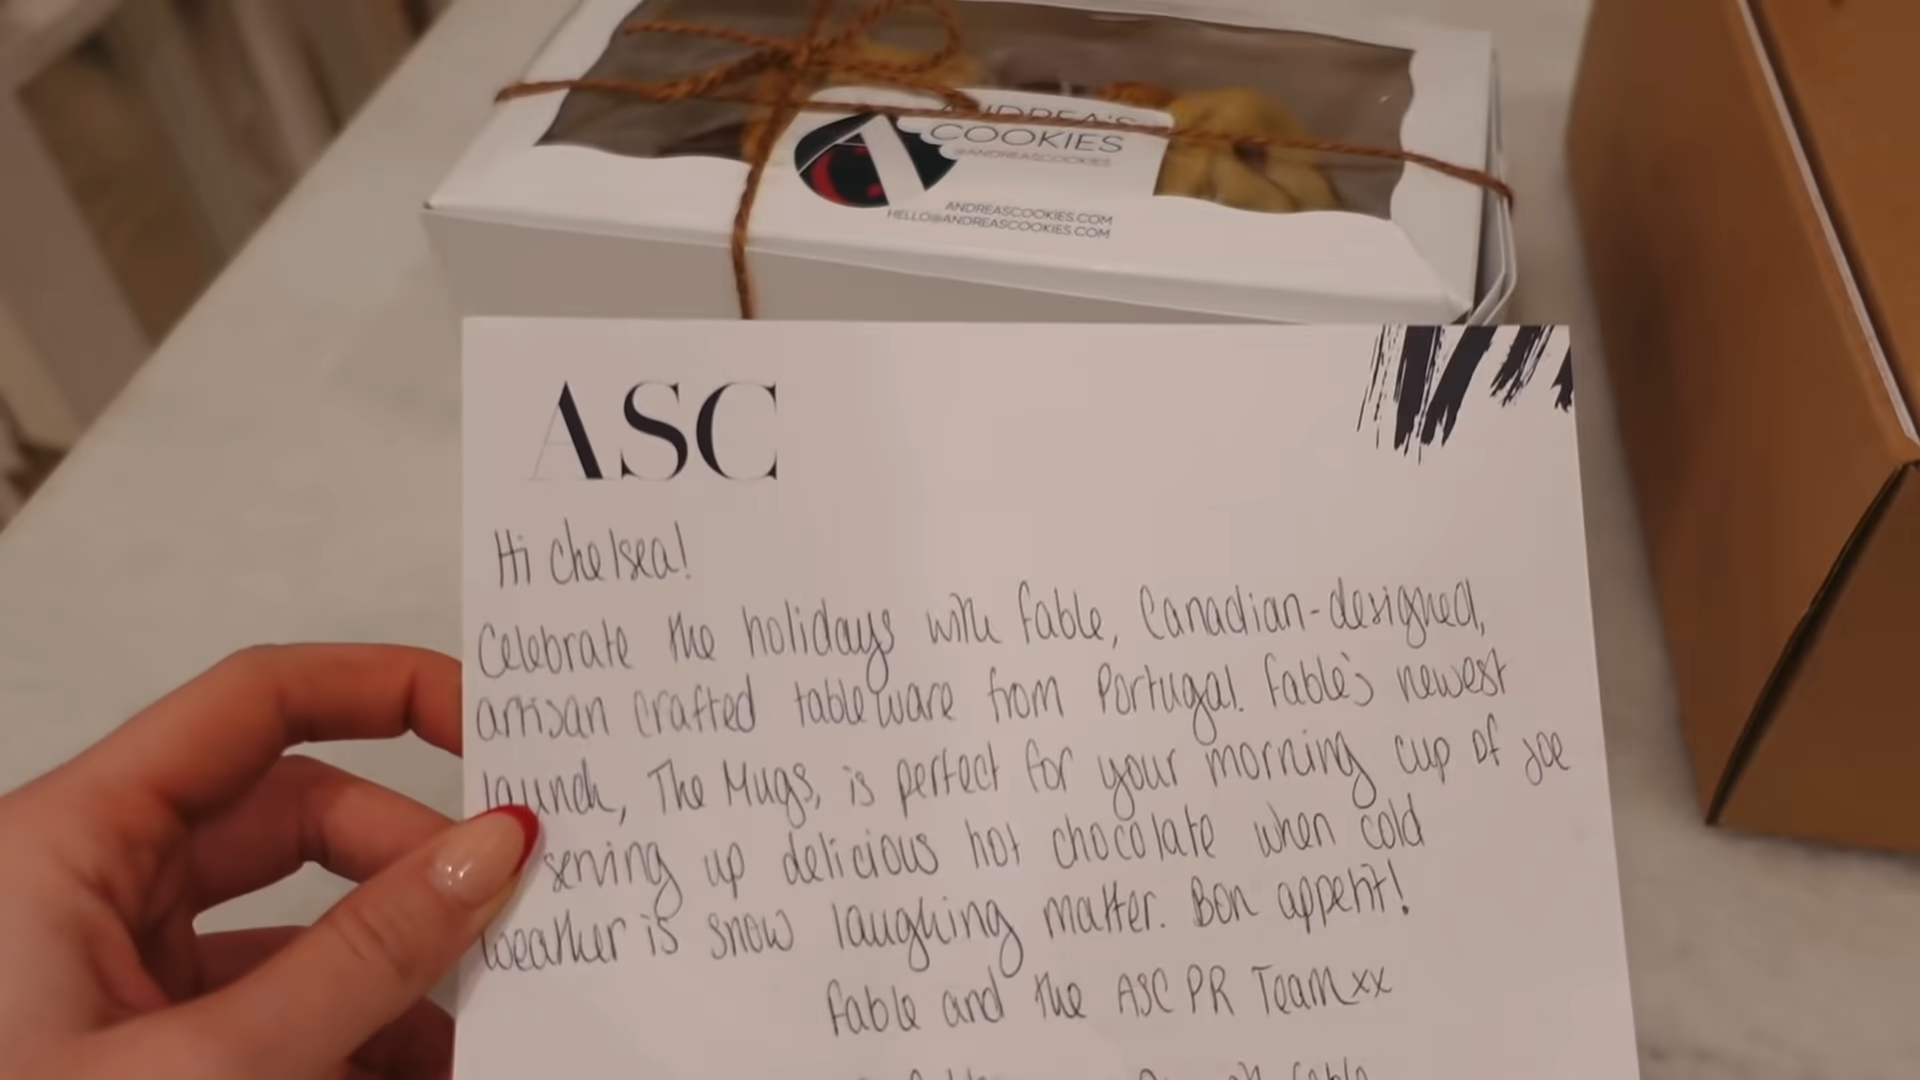 ANDREA'S
COOKIES
@ANDREASCOOKIES
ANDREASCOOKIES.COM
HELLO@ANDREASCOOKIES.COM
ASC
Hi Chelsea!
Celebrate the holidays with Fable, Canadian-designed,
artisan crafted tableware from Portugal. Fable's newest
launch, The Mugs, is perfect for your morning cup of joe
serving up delicious hot chocolate when cold
weather is snow laughing matter. Bon appetit!
Fable and the ASC PR Team xx